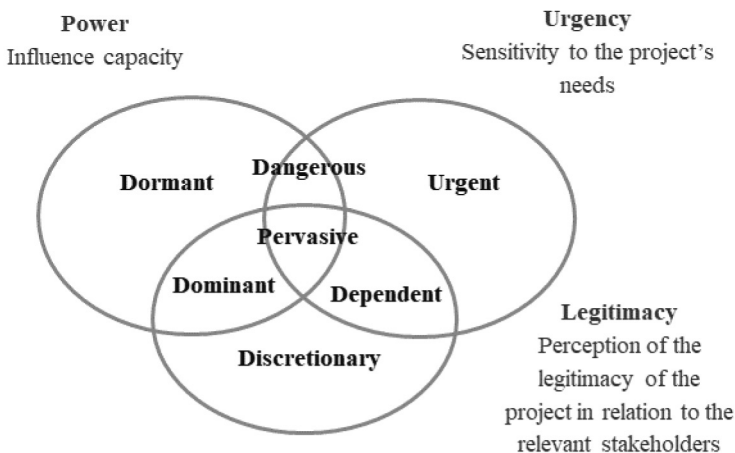 Power
Influence capacity
Urgency
Sensitivity to the project's
needs
Dormant
Dangerous
Urgent
Pervasive
Dominant
Dependent
Discretionary
Legitimacy
Perception of the
legitimacy of the
project in relation to the
relevant stakeholders